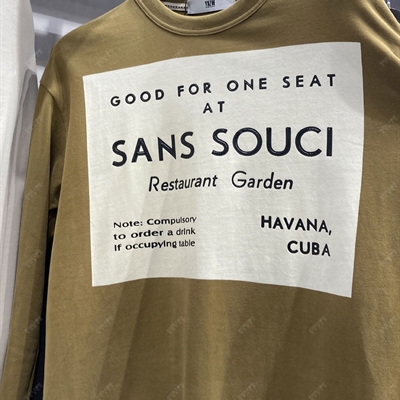 GOOD FOR ONE SEAT
AT
SANS SOUCI
Restaurant Garden
Note: Compulsory
to order a drink
If occupying table
HAVANA,
CUBA